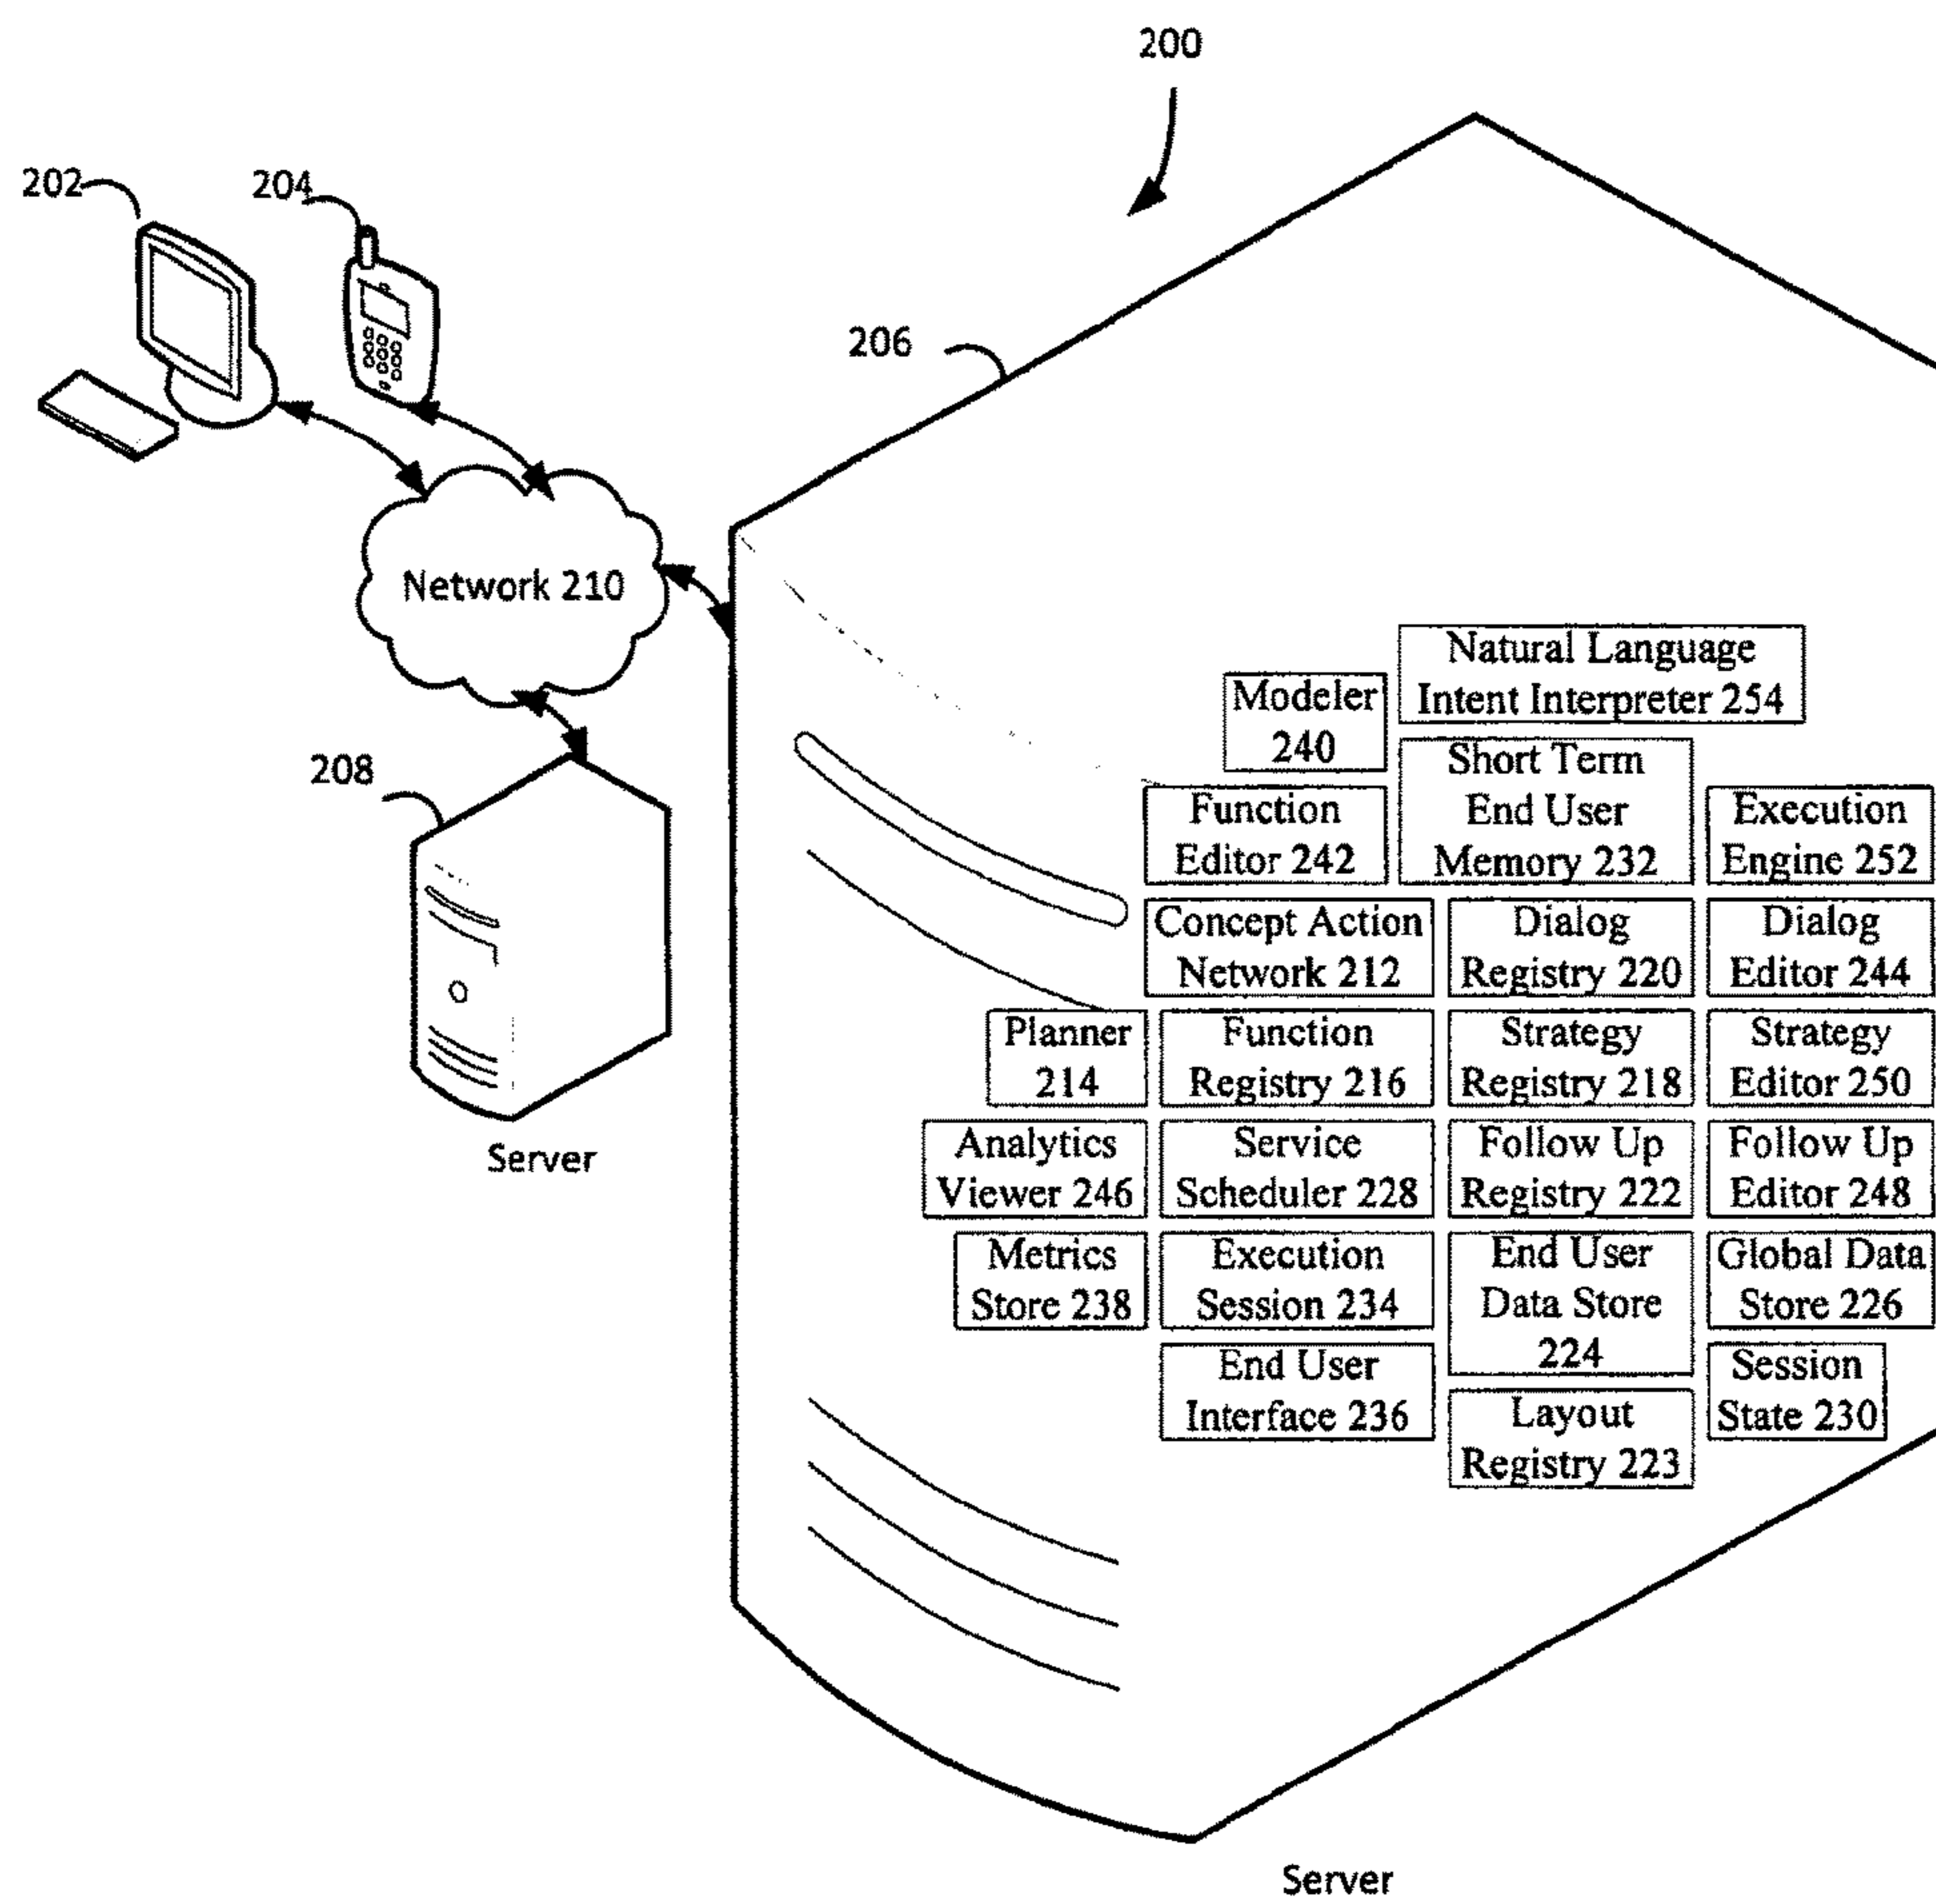 200
202
204
206
Network 210
208
Server
Natural Language
Intent Interpreter 254
Modeler
240
Short Term
End User
Memory 232
Function
Editor 242
Execution
Engine 252
Concept Action
Network 212
Dialog
Registry 220
Dialog
Editor 244
Planner
214
Function
Registry 216
Strategy
Registry 218
Strategy
Editor 250
Analytics
Viewer 246
Service
Scheduler 228
Follow Up
Registry 222
Follow Up
Editor 248
Metrics
Store 238
Execution
Session 234
End User
Data Store
224
Global Data
Store 226
End User
Interface 236
Layout
Registry 223
Session
State 230
Server